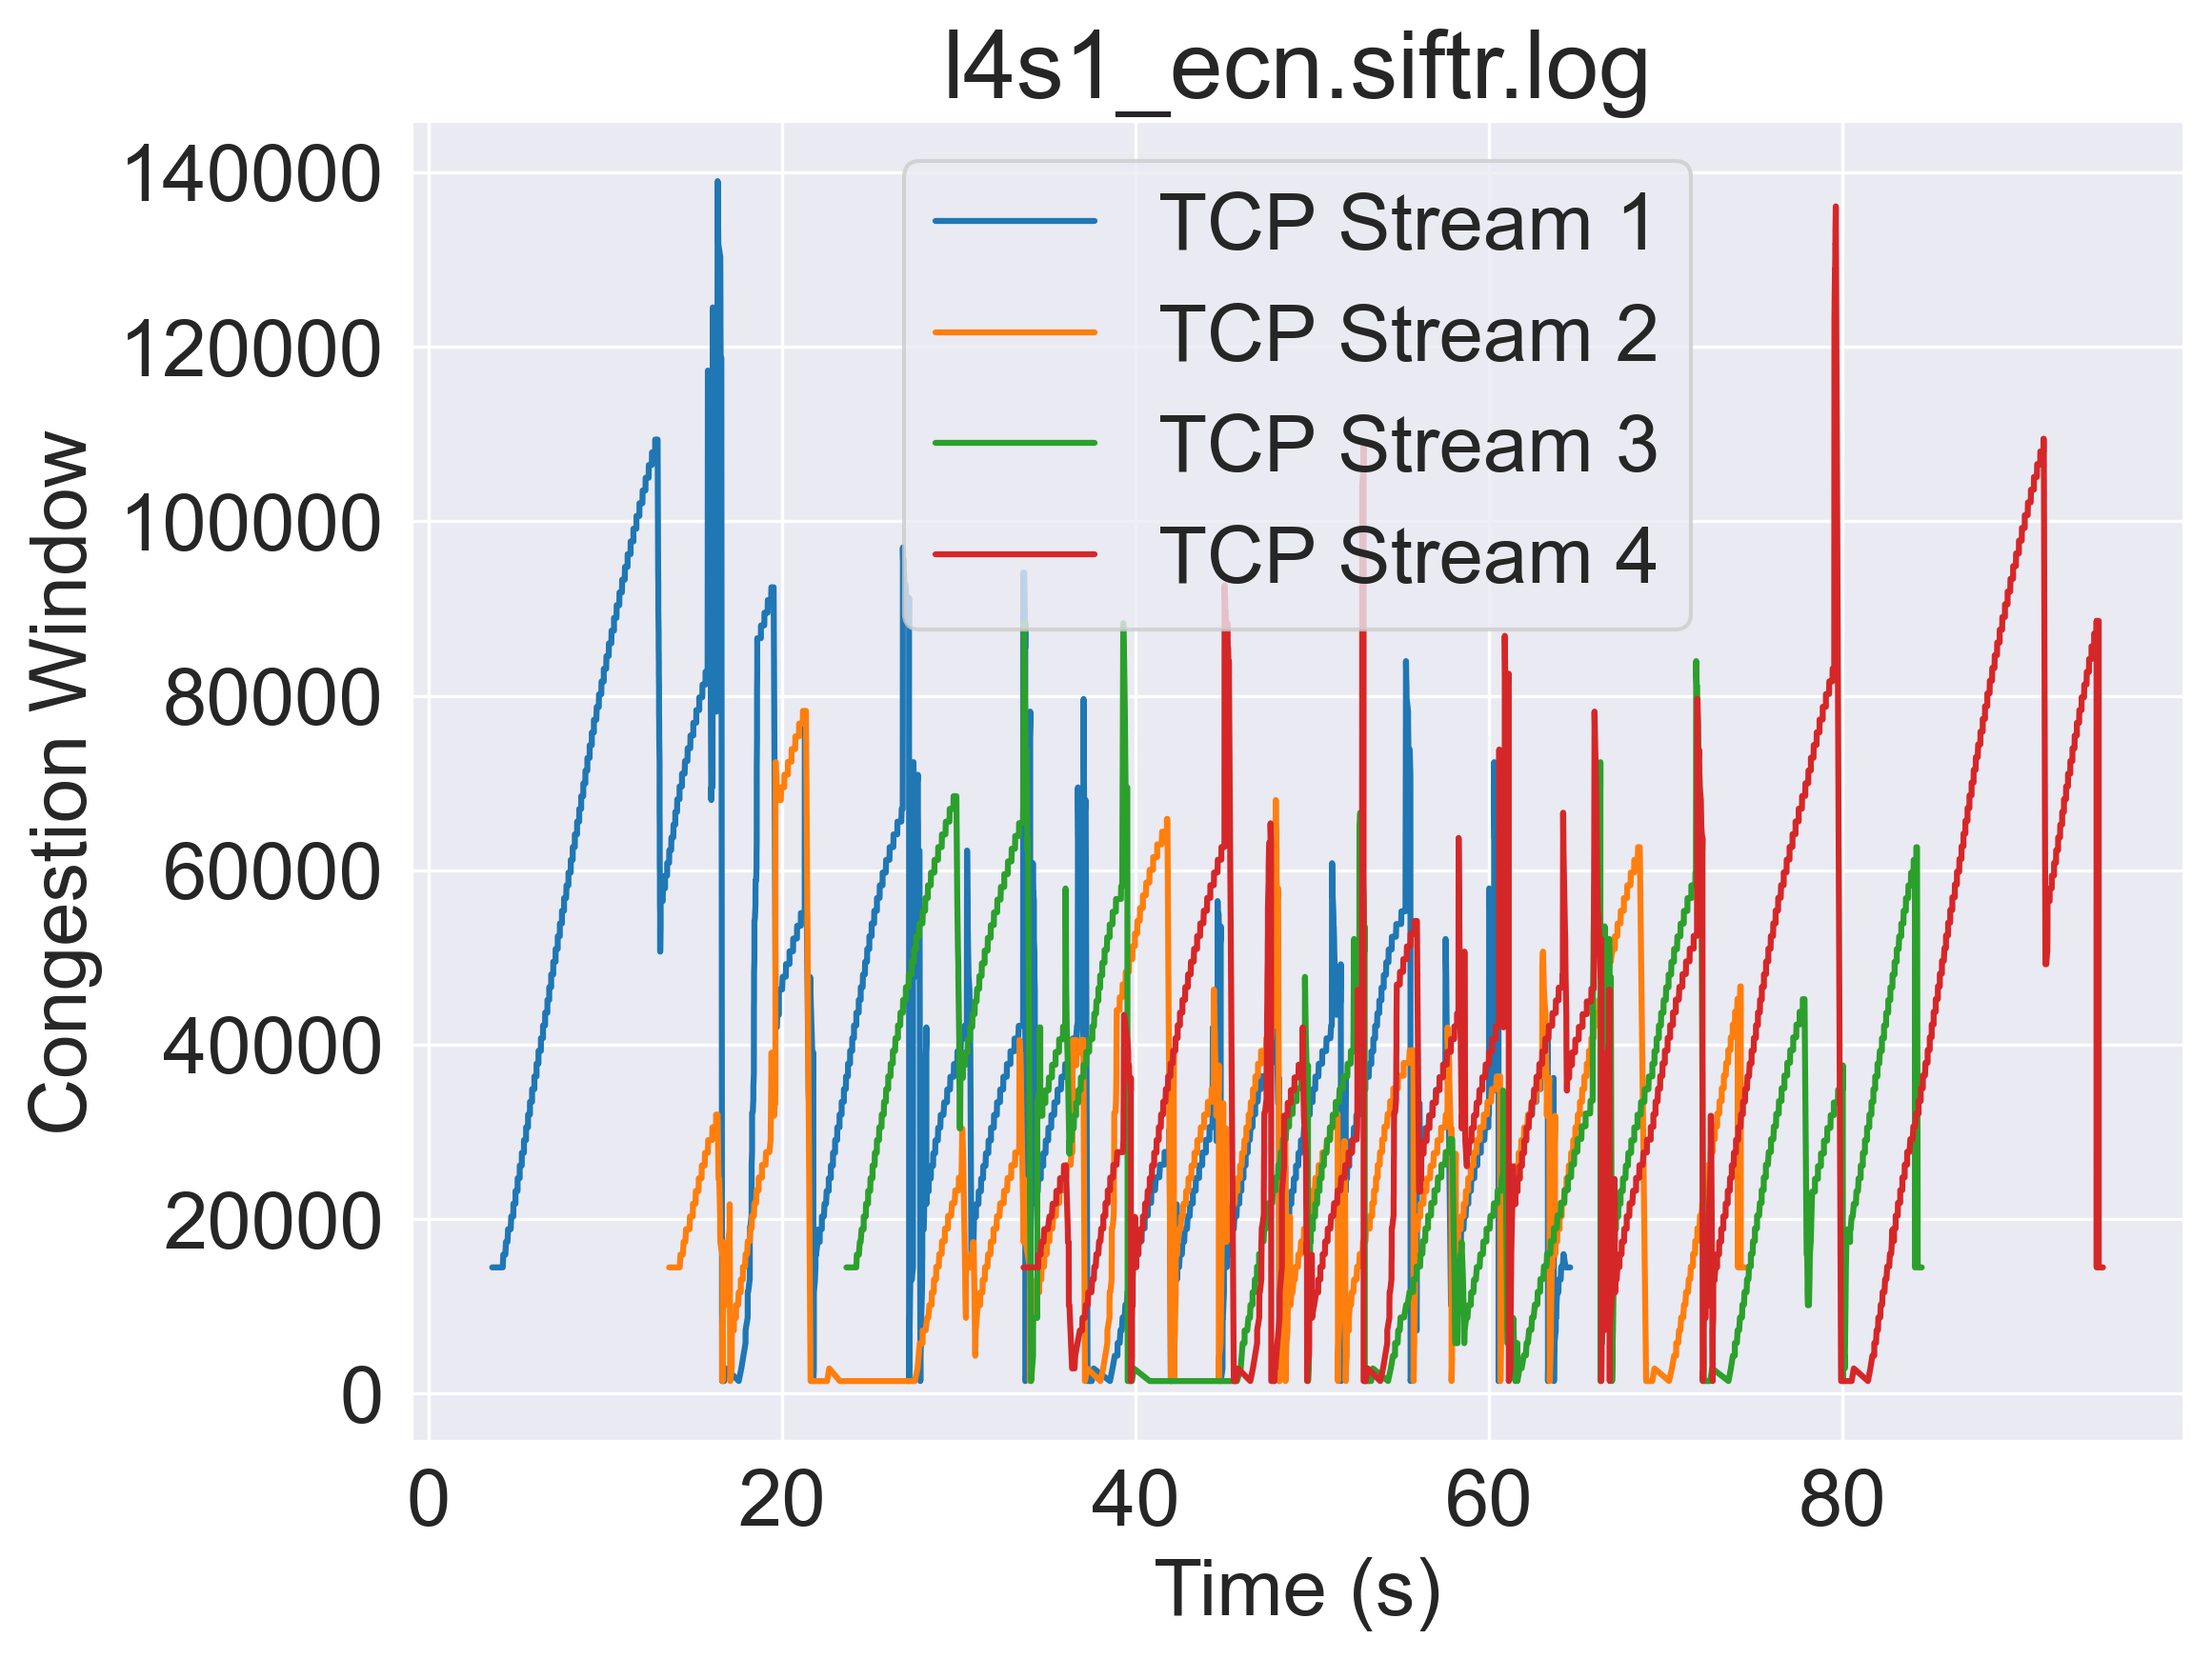 l4s1_ecn.siftr.log
Congestion Window
140000
120000
100000
80000
60000
40000
20000
0
TCP Stream 1
TCP Stream 2
TCP Stream 3
TCP Stream 4
0 20 40 60 80
Time (s)